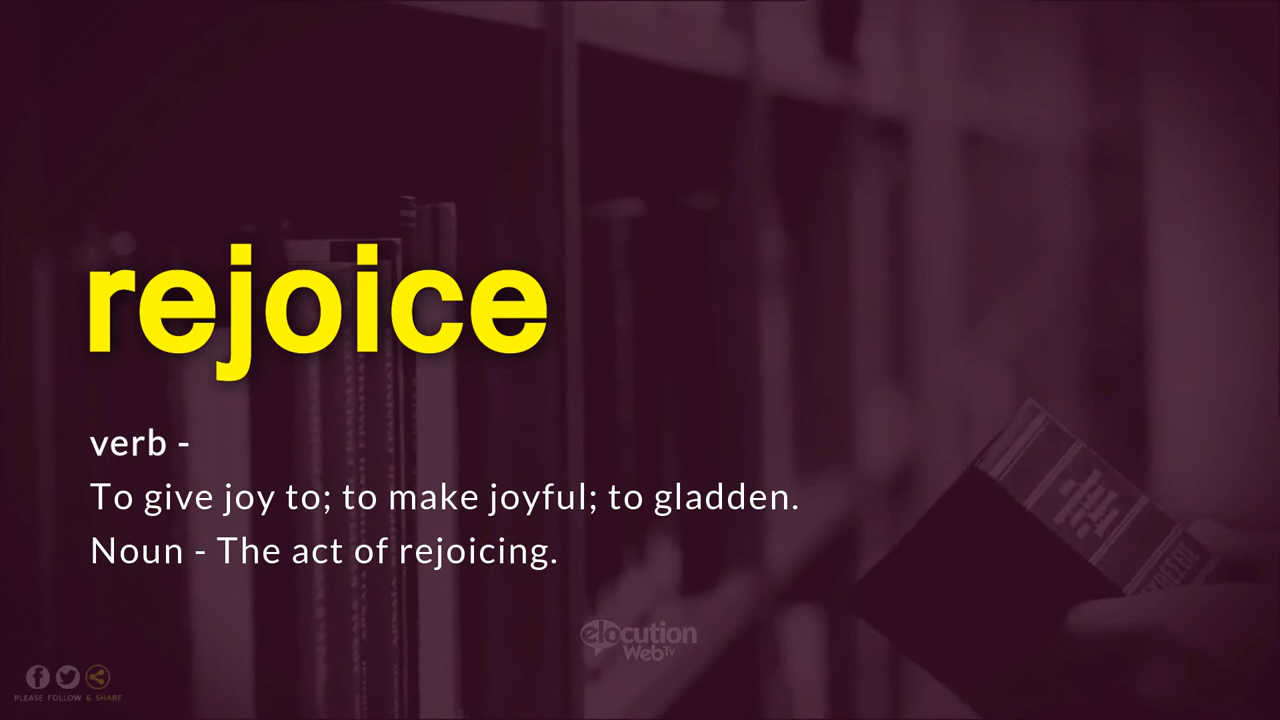 rejoice
verb -
To give joy to; to make joyful; to gladden.
Noun - The act of rejoicing.
elocution
WebTv
PLEASE FOLLOW & SHARE